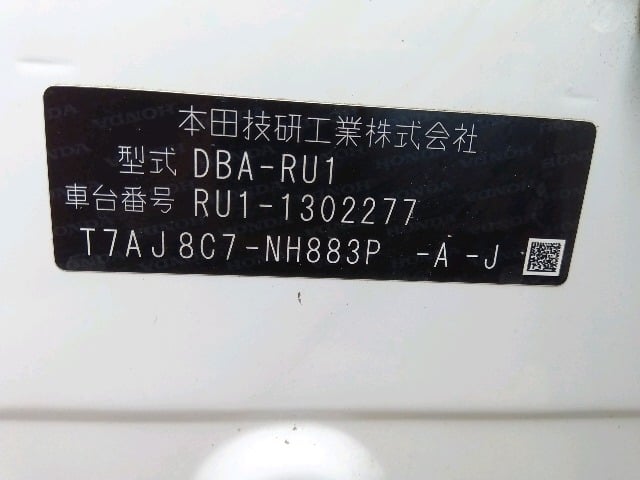 本田技研工業株式会社
型式 DBA-RU1
車台番号 RU1-1302277
T7AJ8C7-NH883P -A -J